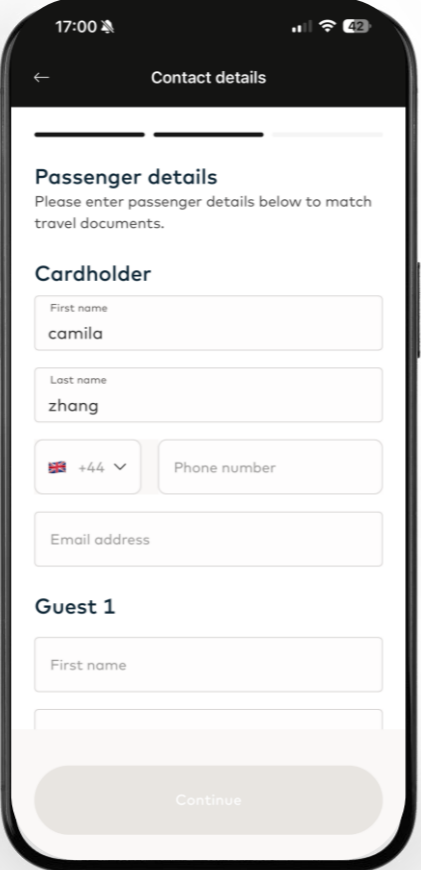 17:00
42
Contact details
Passenger details
Please enter passenger details below to match
travel documents.
Cardholder
First name
camila
Last name
zhang
+44
Phone number
Email address
Guest 1
First name
Continue